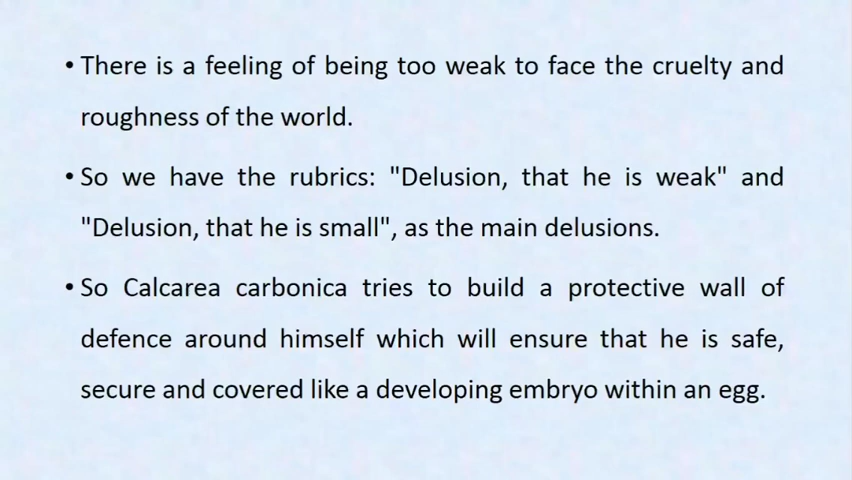 • There is a feeling of being too weak to face the cruelty and
roughness of the world.
• So we have the rubrics: "Delusion, that he is weak" and
"Delusion, that he is small", as the main delusions.
• So Calcarea carbonica tries to build a protective wall of
defence around himself which will ensure that he is safe,
secure and covered like a developing embryo within an egg.